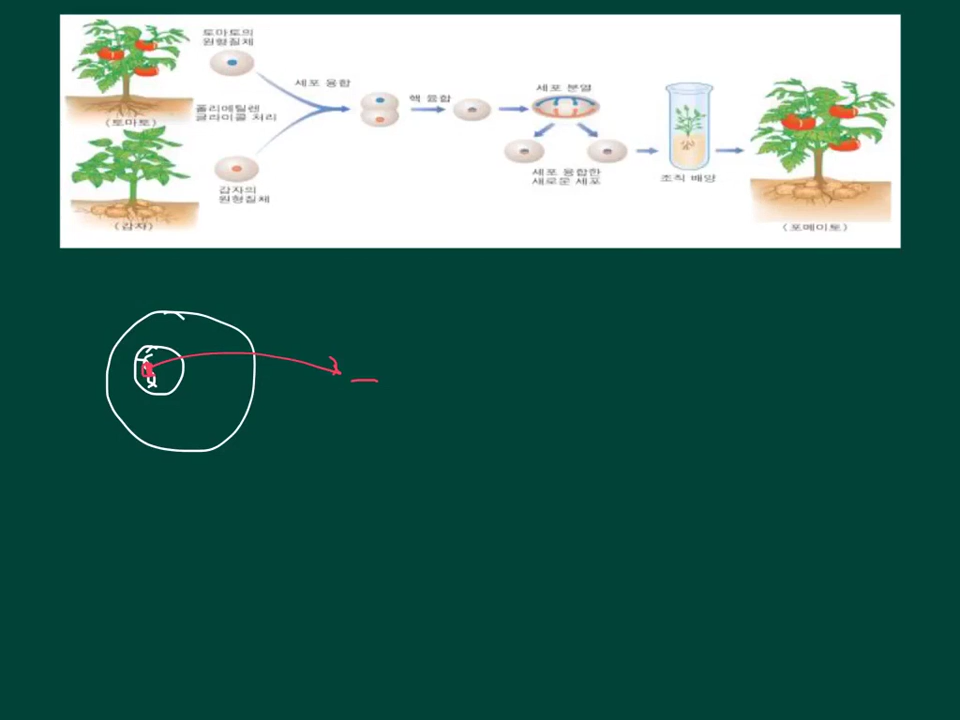 토마토의
원형질체
(토마토)
세포 융합
폴리에틸렌
글라이콜 처리
감자의
원형질체
(감자)
핵 융합
세포 분열
세포 융합한
새로운 세포
조직 배양
(포메이토)